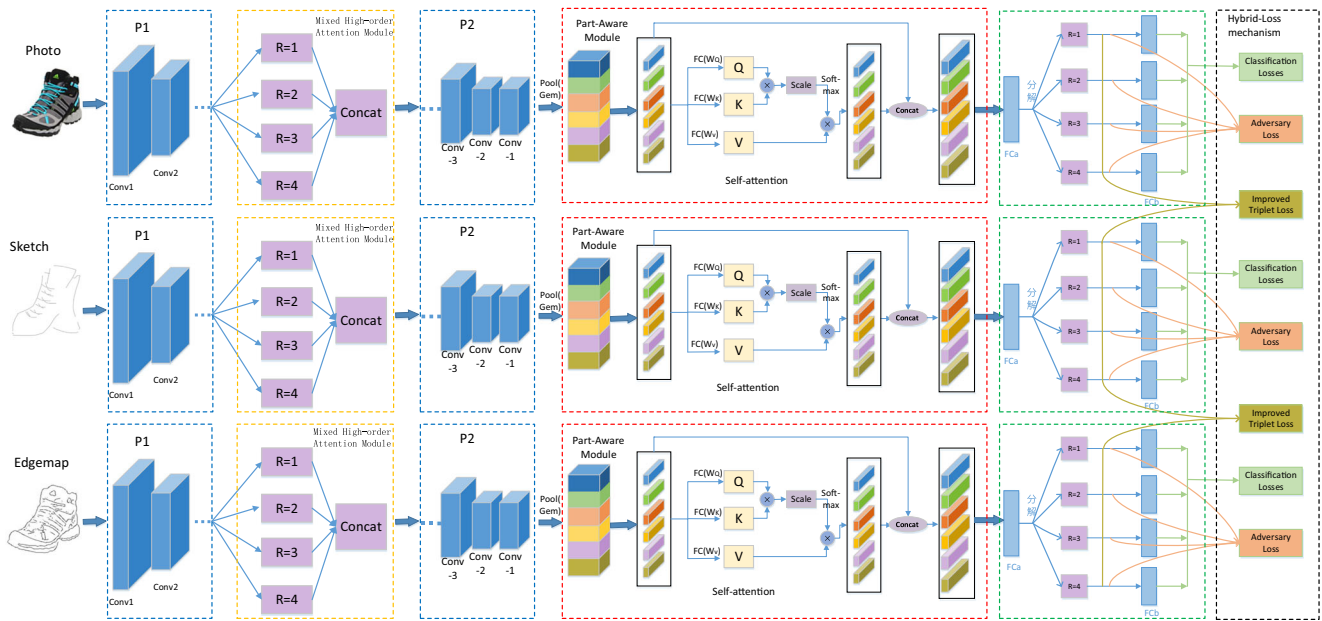 Photo
P1
Conv1
Conv2
Mixed High-order
Attention Module
R=1
R=2
R=3
R=4
Concat
P2
Conv
-3
Conv
-2
Conv
-1
Pool(
Gem)
Part-Aware
Module
FC(WQ)
FC(WK)
FC(Wv)
Q
K
V
×
Scale
Soft-
max
×
Concat
Self-attention
FCa
分解
R=1
R=2
R=3
R=4
FCb
Hybrid-Loss
mechanism
Classification
Losses
Adversary
Loss
Improved
Triplet Loss
Sketch
P1
Conv1
Conv2
Mixed High-order
Attention Module
R=1
R=2
R=3
R=4
Concat
P2
Conv
-3
Conv
-2
Conv
-1
Pool(
Gem)
Part-Aware
Module
FC(WQ)
FC(WK)
FC(Wv)
Q
K
V
×
Scale
Soft-
max
×
Concat
Self-attention
FCa
分解
R=1
R=2
R=3
R=4
FCb
Classification
Losses
Adversary
Loss
Improved
Triplet Loss
Edgemap
P1
Conv1
Conv2
Mixed High-order
Attention Module
R=1
R=2
R=3
R=4
Concat
P2
Conv
-3
Conv
-2
Conv
-1
Pool(
Gem)
Part-Aware
Module
FC(WQ)
FC(WK)
FC(Wv)
Q
K
V
×
Scale
Soft-
max
×
Concat
Self-attention
FCa
分解
R=1
R=2
R=3
R=4
FCb
Classification
Losses
Adversary
Loss